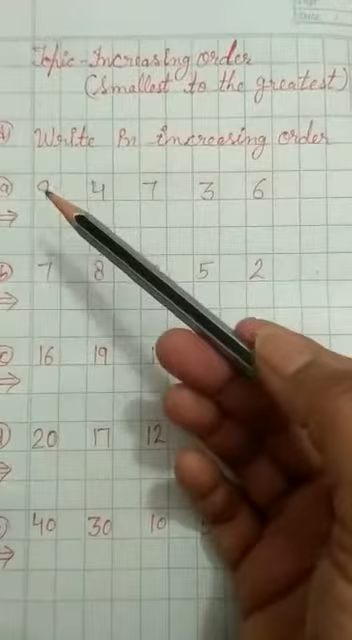 Topic - Increasing order
(Smallest to the greatest)
Write in increasing order
a) 9 4 7 3 6
⇒
b) 7 8 5 2
⇒
c) 16 19
⇒
20 17 12
⇒
40 30 10
⇒